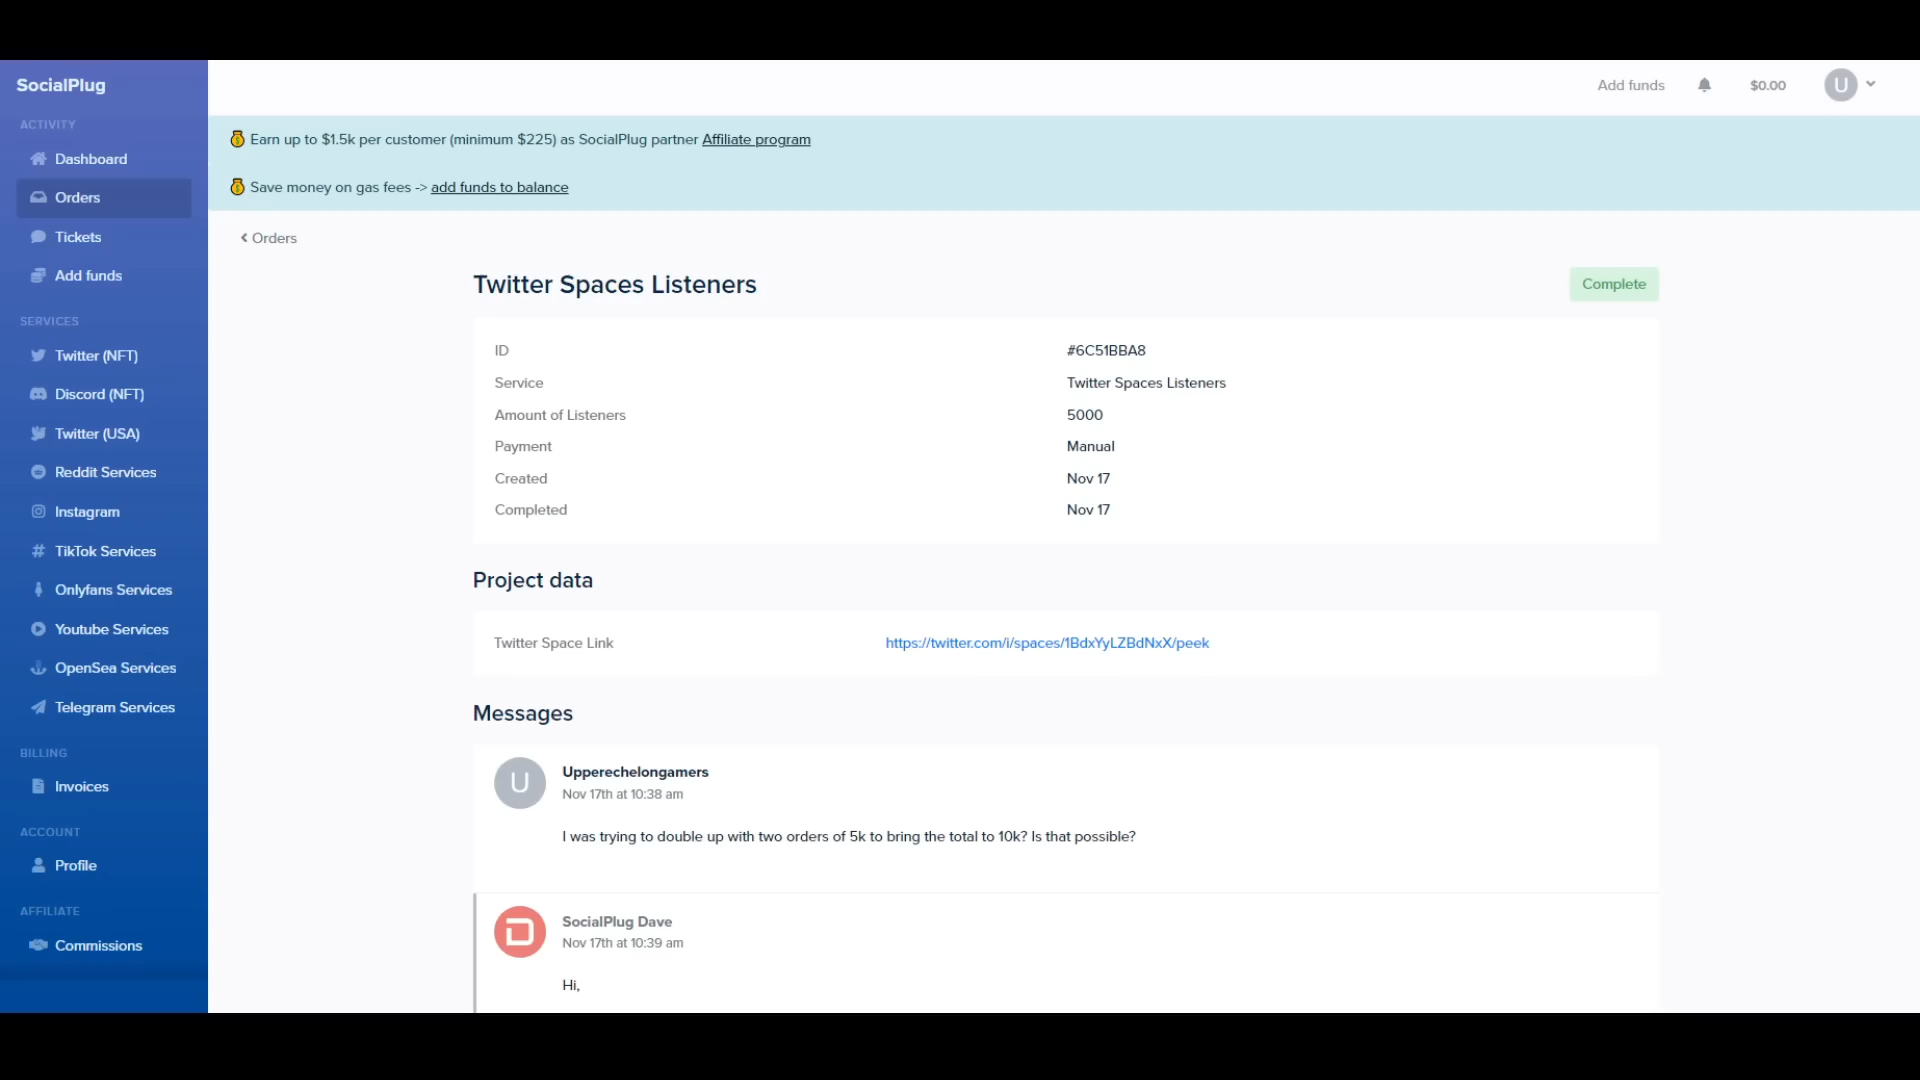 SocialPlug
Add funds
$0.00
U
ACTIVITY
Dashboard
Orders
Tickets
Add funds
SERVICES
Twitter (NFT)
Discord (NFT)
Twitter (USA)
Reddit Services
Instagram
TikTok Services
Onlyfans Services
Youtube Services
OpenSea Services
Telegram Services
BILLING
Invoices
ACCOUNT
Profile
AFFILIATE
Commissions
Earn up to $1.5k per customer (minimum $225) as SocialPlug partner Affiliate program
Save money on gas fees -> add funds to balance
Orders
Twitter Spaces Listeners
Complete
ID #6C51BBA8
Service Twitter Spaces Listeners
Amount of Listeners 5000
Payment Manual
Created Nov 17
Completed Nov 17
Project data
Twitter Space Link https://twitter.com/i/spaces/1BdxYyLZBdNxX/peek
Messages
U
Upperechelongamers
Nov 17th at 10:38 am
I was trying to double up with two orders of 5k to bring the total to 10k? Is that possible?
SocialPlug Dave
Nov 17th at 10:39 am
Hi,